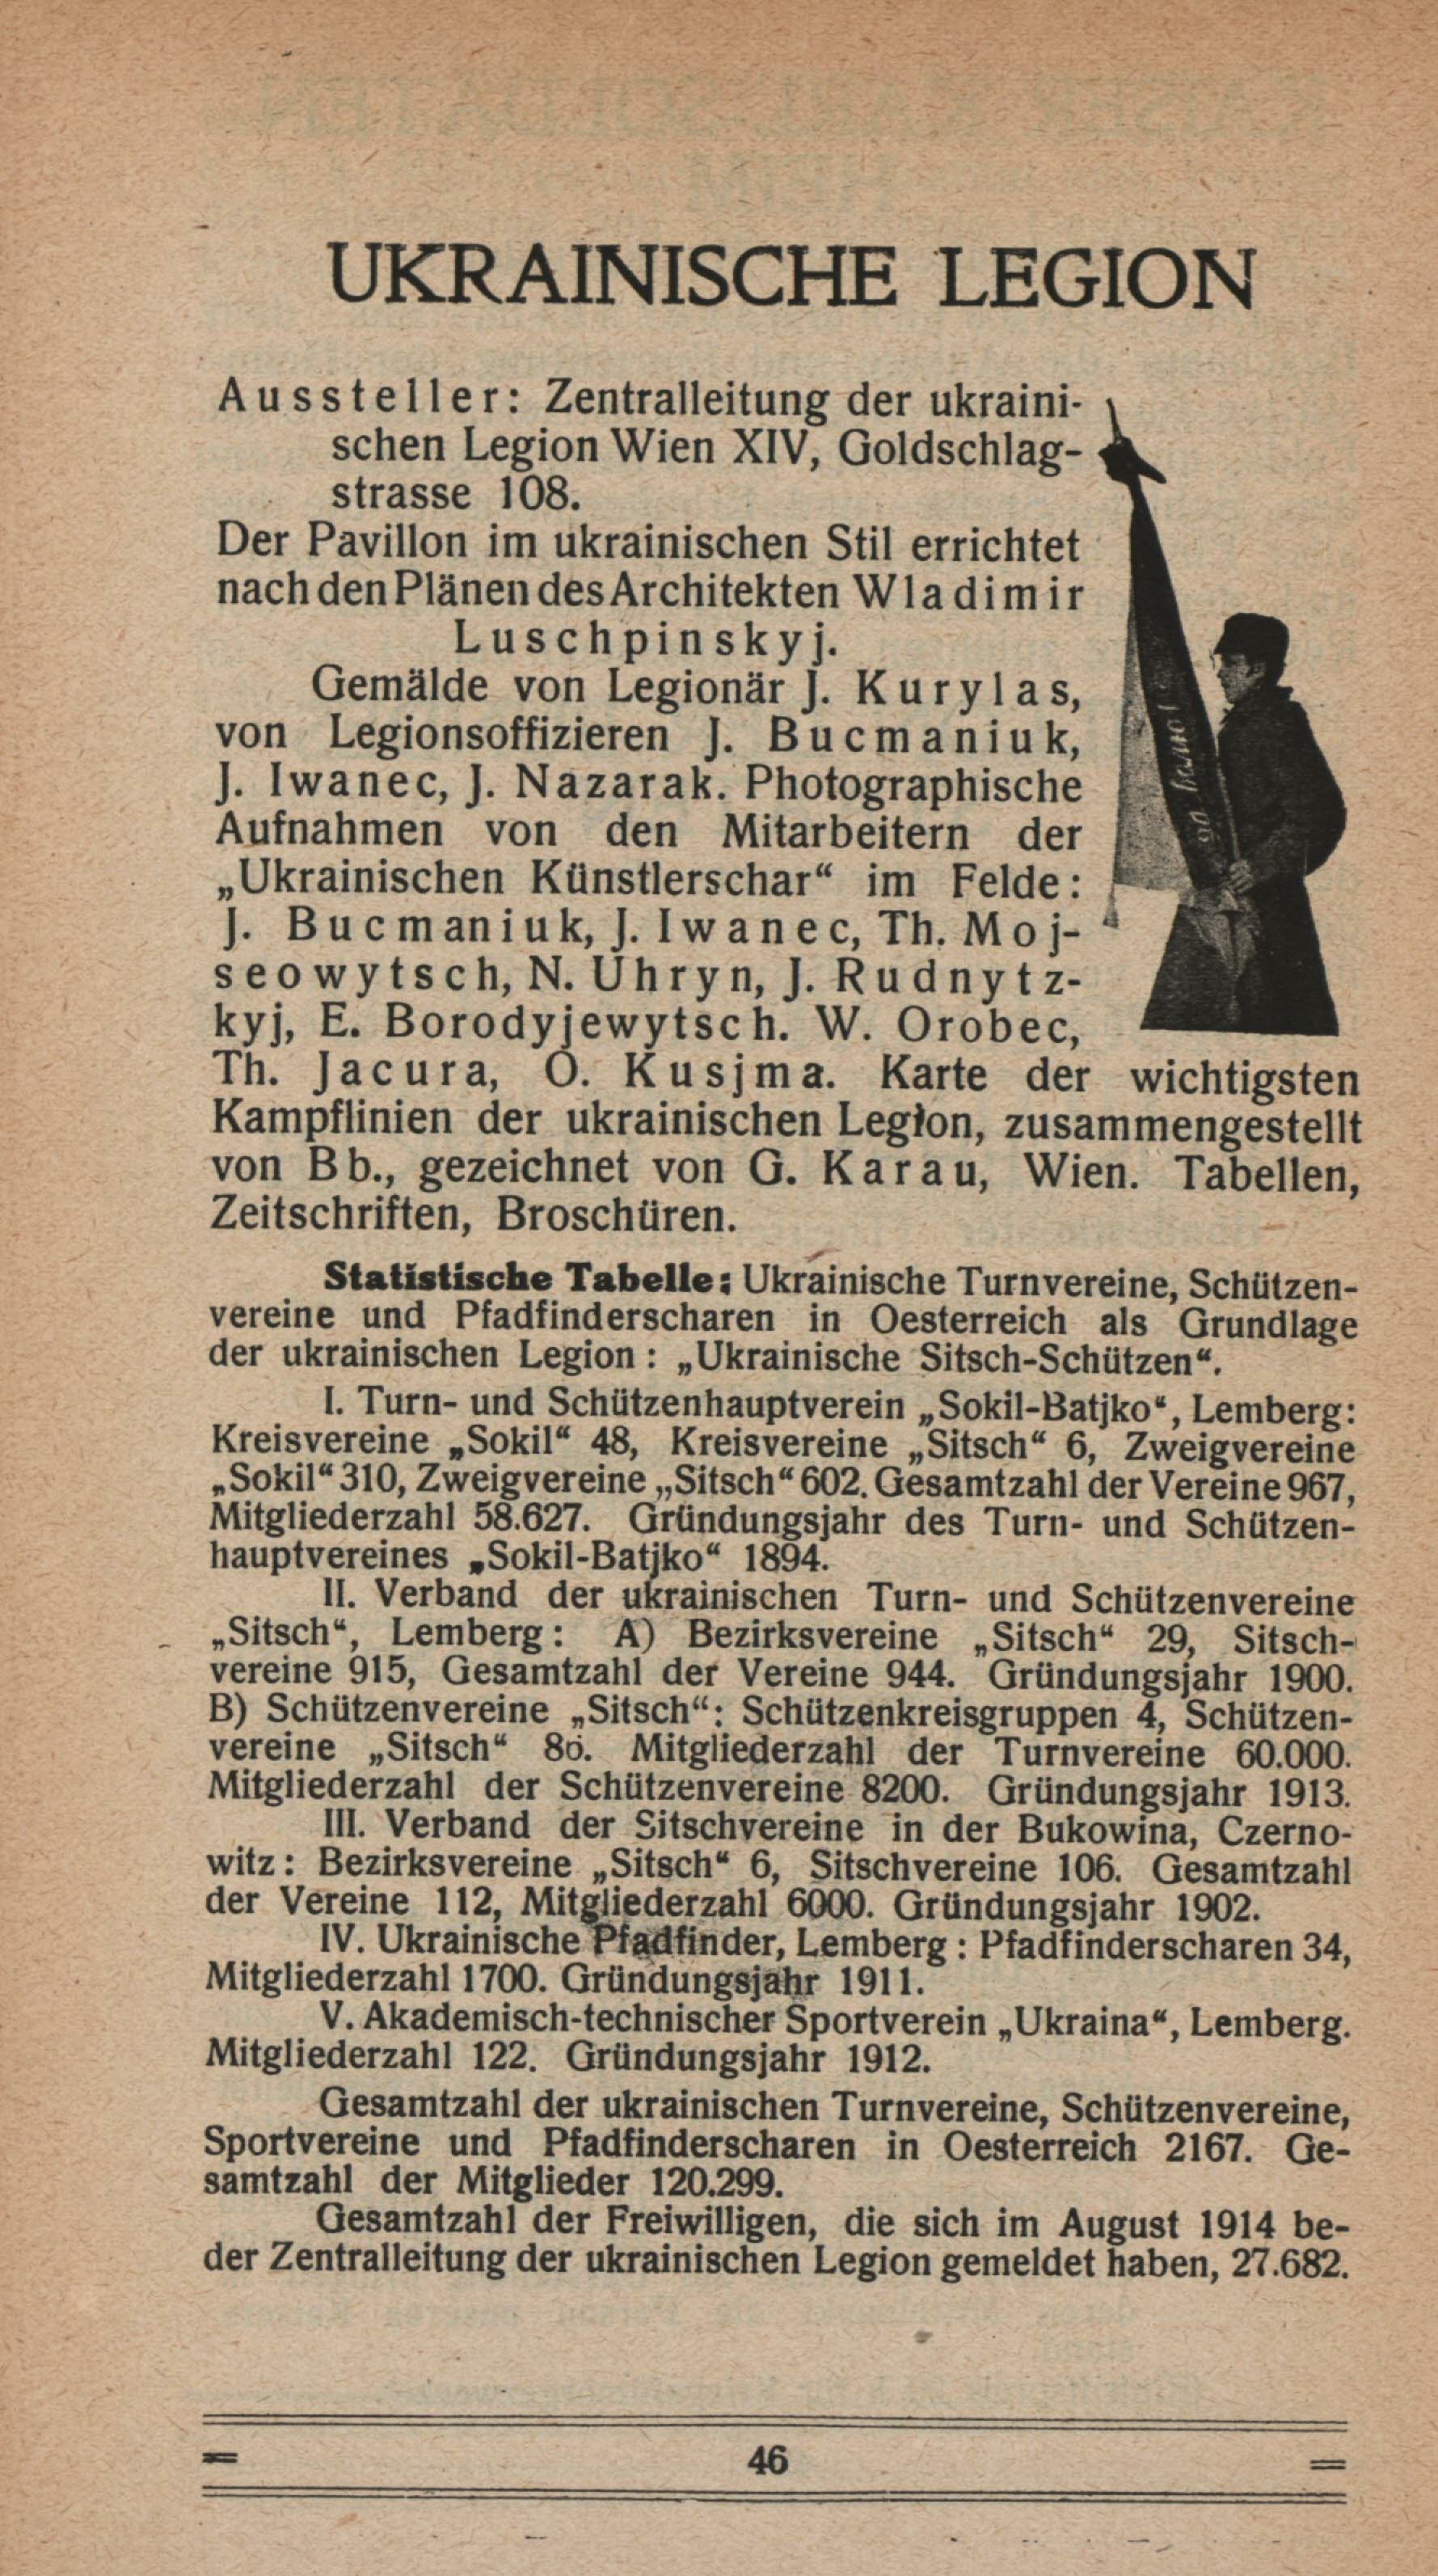 UKRAINISCHE LEGION
Aussteller: Zentralleitung der ukraini-
schen Legion Wien XIV, Goldschlag-
strasse 108.
Der Pavillon im ukrainischen Stil errichtet
nach den Plänen des Architekten Wladimir
Luschpinskyj.
Gemälde von Legionär J. Kurylas,
von Legionsoffizieren J. Bucmaniuk,
J. Iwanec, J. Nazarak. Photographische
Aufnahmen von den Mitarbeitern der
„Ukrainischen Künstlerschar“ im Felde:
J. Bucmaniuk, J. Iwanec, Th. Moj-
seowytsch, N. Uhryn, J. Rudnytz-
kyj, E. Borodyjewytsch. W. Orobec,
Th. Jacura, O. Kusjma. Karte der wichtigsten
Kampflinien der ukrainischen Legion, zusammengestellt
von Bb., gezeichnet von G. Karau, Wien. Tabellen,
Zeitschriften, Broschüren.
Statistische Tabelle: Ukrainische Turnvereine, Schützen-
vereine und Pfadfinderscharen in Oesterreich als Grundlage
der ukrainischen Legion: „Ukrainische Sitsch-Schützen“.
I. Turn- und Schützenhauptverein „Sokil-Batjko“, Lemberg:
Kreisvereine „Sokil“ 48, Kreisvereine „Sitsch“ 6, Zweigvereine
„Sokil“ 310, Zweigvereine „Sitsch“ 602. Gesamtzahl der Vereine 967,
Mitgliederzahl 58.627. Gründungsjahr des Turn- und Schützen-
hauptvereines „Sokil-Batjko“ 1894.
II. Verband der ukrainischen Turn- und Schützenvereine
„Sitsch“, Lemberg: A) Bezirksvereine „Sitsch“ 29, Sitsch-
vereine 915, Gesamtzahl der Vereine 944. Gründungsjahr 1900.
B) Schützenvereine „Sitsch“: Schützenkreisgruppen 4, Schützen-
vereine „Sitsch“ Mitgliederzahl der Turnvereine 60.000.
Mitgliederzahl der Schützenvereine 8200. Gründungsjahr 1913.
III. Verband der Sitschvereine in der Bukowina, Czerno-
witz: Bezirksvereine „Sitsch“ 6, Sitschvereine 106. Gesamtzahl
der Vereine 112, Mitgliederzahl 6000. Gründungsjahr 1902.
IV. Ukrainische Pfadfinder, Lemberg: Pfadfinderscharen 34,
Mitgliederzahl 1700. Gründungsjahr 1911.
V. Akademisch-technischer Sportverein „Ukraina“, Lemberg.
Mitgliederzahl 122. Gründungsjahr 1912.
Gesamtzahl der ukrainischen Turnvereine, Schützenvereine,
Sportvereine und Pfadfinderscharen in Oesterreich 2167. Ge-
samtzahl der Mitglieder 120.299.
Gesamtzahl der Freiwilligen, die sich im August 1914 be-
der Zentralleitung der ukrainischen Legion gemeldet haben, 27.682.
46